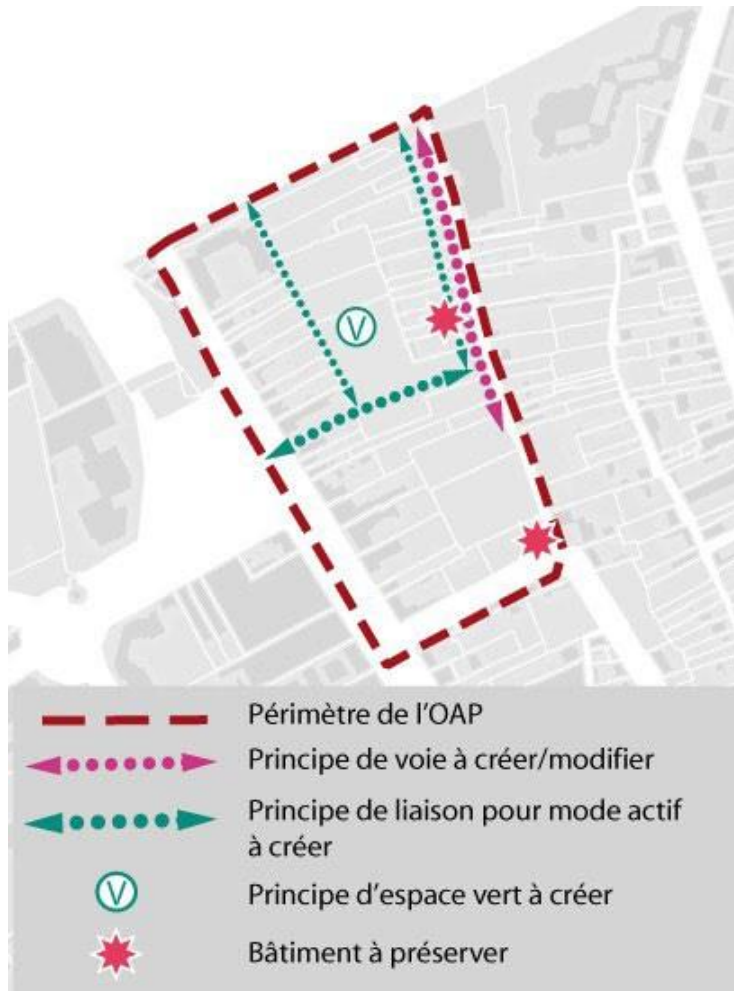 V
Périmètre de l'OAP
Principe de voie à créer/modifier
Principe de liaison pour mode actif
à créer
V
Principe d'espace vert à créer
Bâtiment à préserver